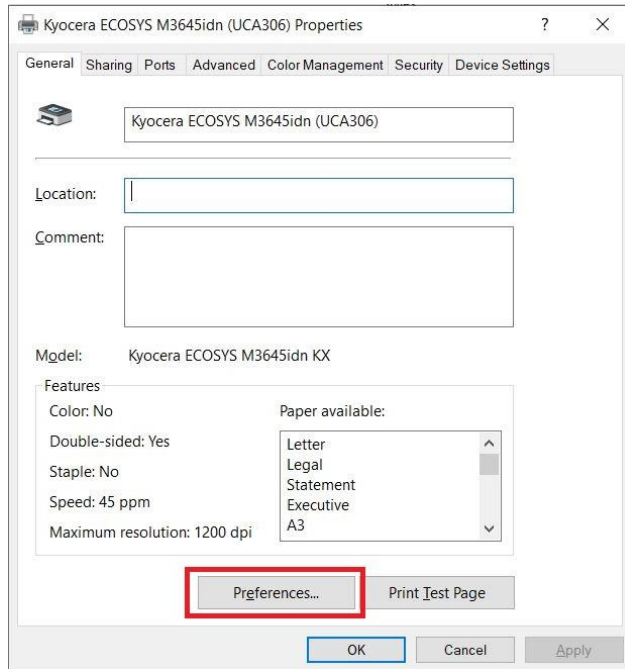 Kyocera ECOSYS M3645idn (UCA306) Properties
General Sharing Ports Advanced Color Management Security Device Settings
Kyocera ECOSYS M3645idn (UCA306)
Location:
Comment:
Model: Kyocera ECOSYS M3645idn KX
Features
Color: No
Double-sided: Yes
Staple: No
Speed: 45 ppm
Maximum resolution: 1200 dpi
Paper available:
Letter
Legal
Statement
Executive
A3
Preferences... Print Test Page
OK Cancel Apply